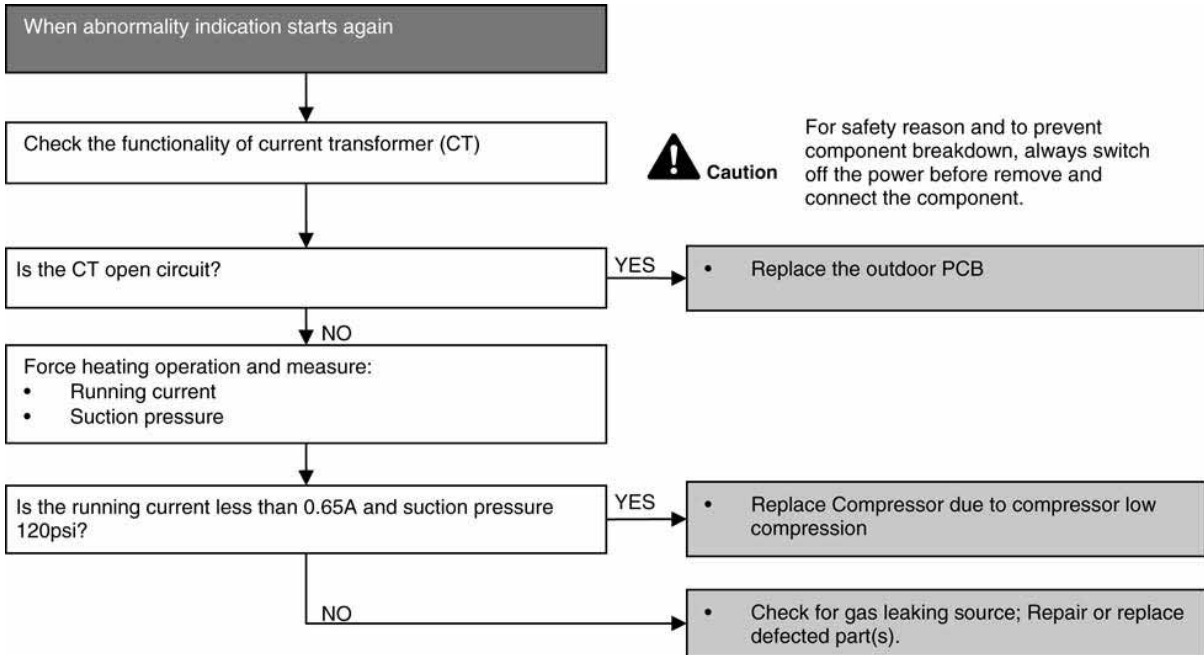 When abnormality indication starts again
Check the functionality of current transformer (CT)
Caution
For safety reason and to prevent
component breakdown, always switch
off the power before remove and
connect the component.
Is the CT open circuit?
YES
• Replace the outdoor PCB
NO
Force heating operation and measure:
• Running current
• Suction pressure
Is the running current less than 0.65A and suction pressure
120psi?
YES
• Replace Compressor due to compressor low
compression
NO
• Check for gas leaking source; Repair or replace
defected part(s).